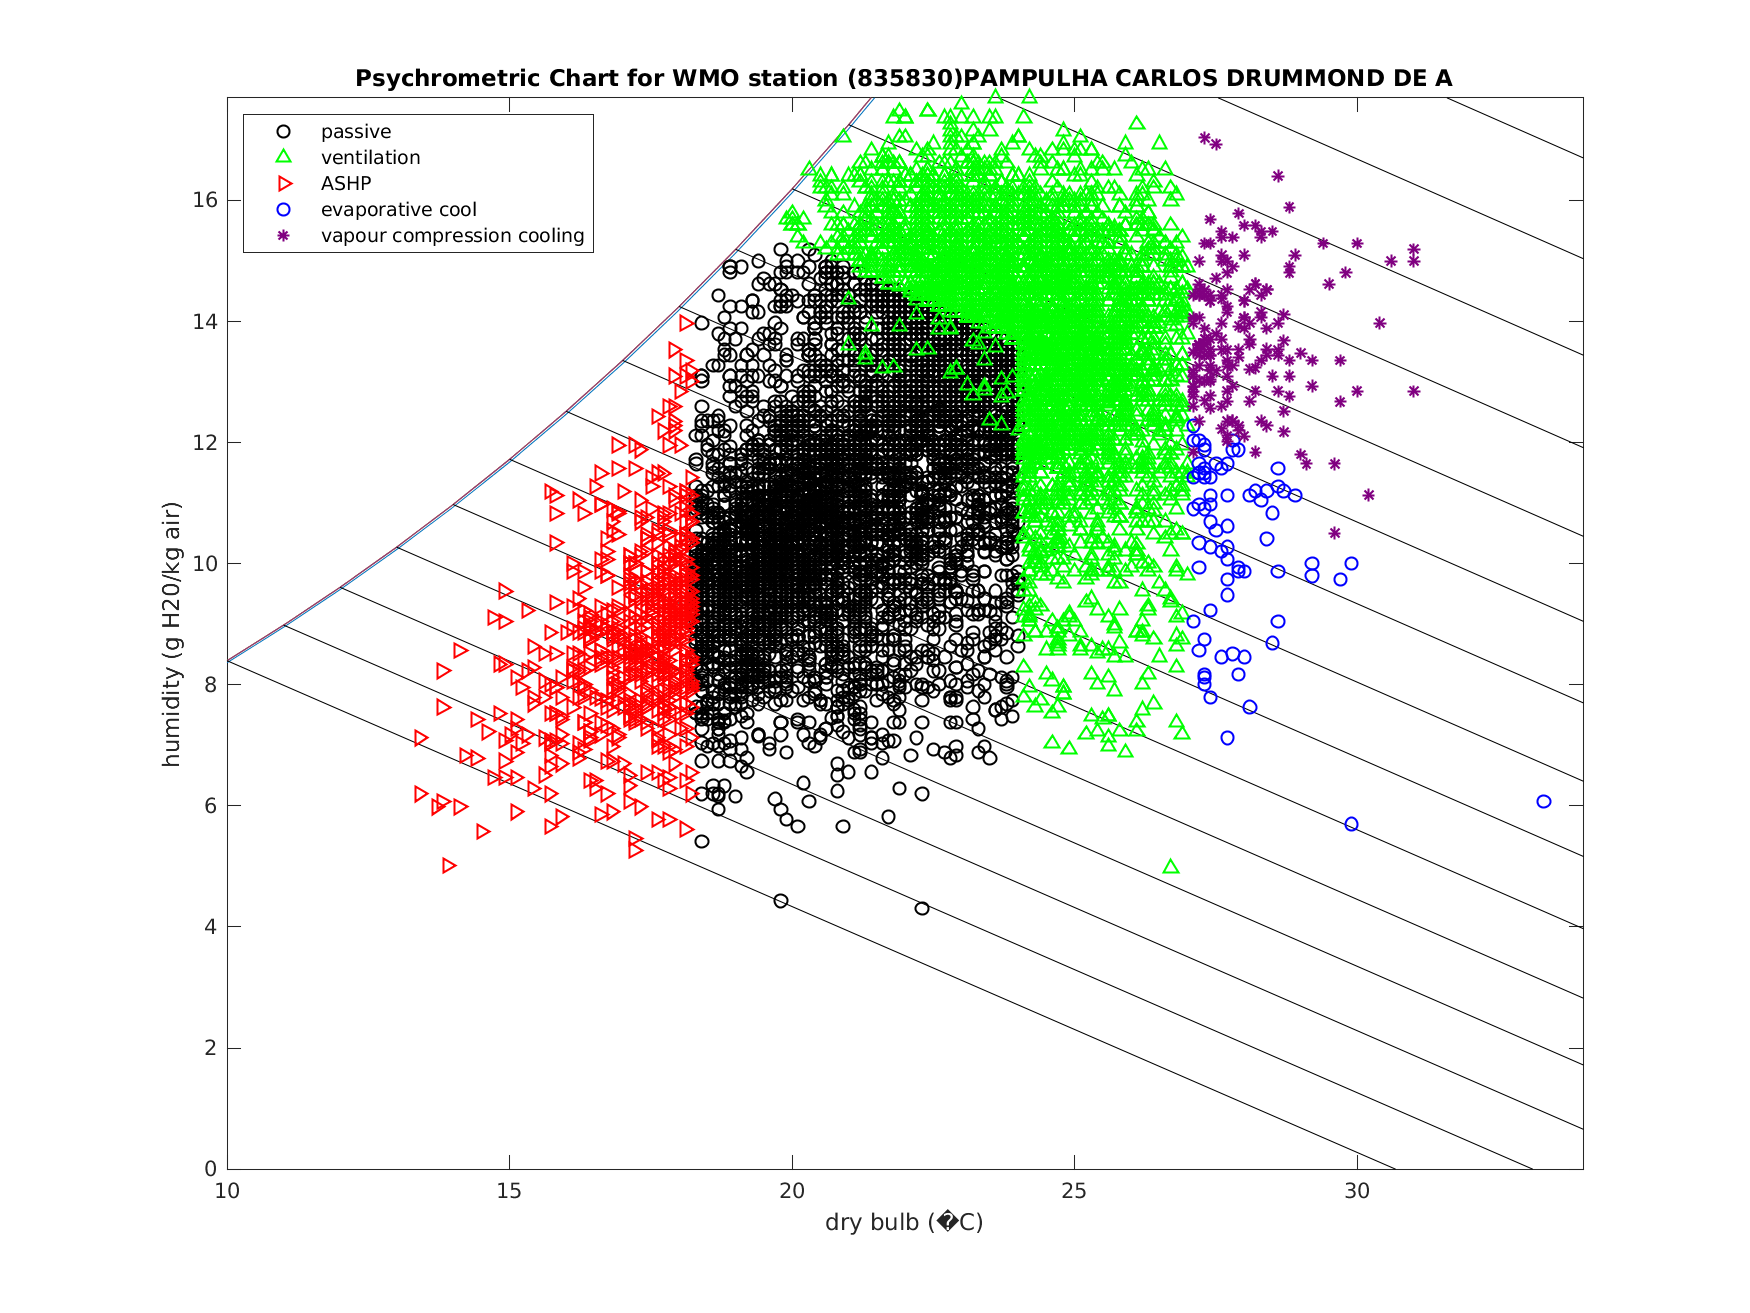 Psychrometric Chart for WMO station (835830)PAMPULHA CARLOS DRUMMOND DE A
passive
ventilation
ASHP
evaporative cool
vapour compression cooling
humidity (g H20/kg air)
16
14
12
10
8
6
4
2
0
10 15 20 25 30
dry bulb (�C)